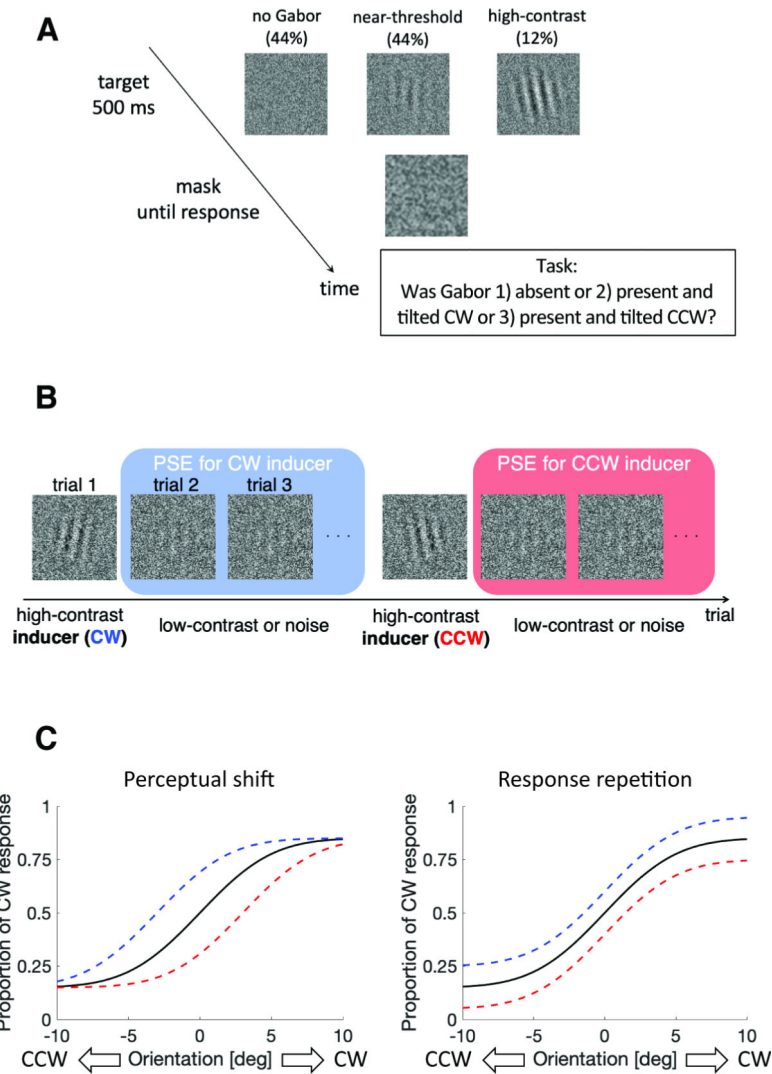 A
no Gabor
(44%)
near-threshold
(44%)
high-contrast
(12%)
target
500 ms
mask
until response
time
Task:
Was Gabor 1) absent or 2) present and
tilted CW or 3) present and tilted CCW?
B
PSE for CW inducer
PSE for CCW inducer
trial 1
trial 2
trial 3
. . .
. . .
high-contrast
inducer (CW)
low-contrast or noise
high-contrast
inducer (CCW)
low-contrast or noise
trial
C
Perceptual shift
Proportion of CW response
1
0.75
0.5
0.25
0
-10
-5
0
5
10
CCW
Orientation [deg]
CW
Response repetition
Proportion of CW response
1
0.75
0.5
0.25
0
-10
-5
0
5
10
CCW
Orientation [deg]
CW